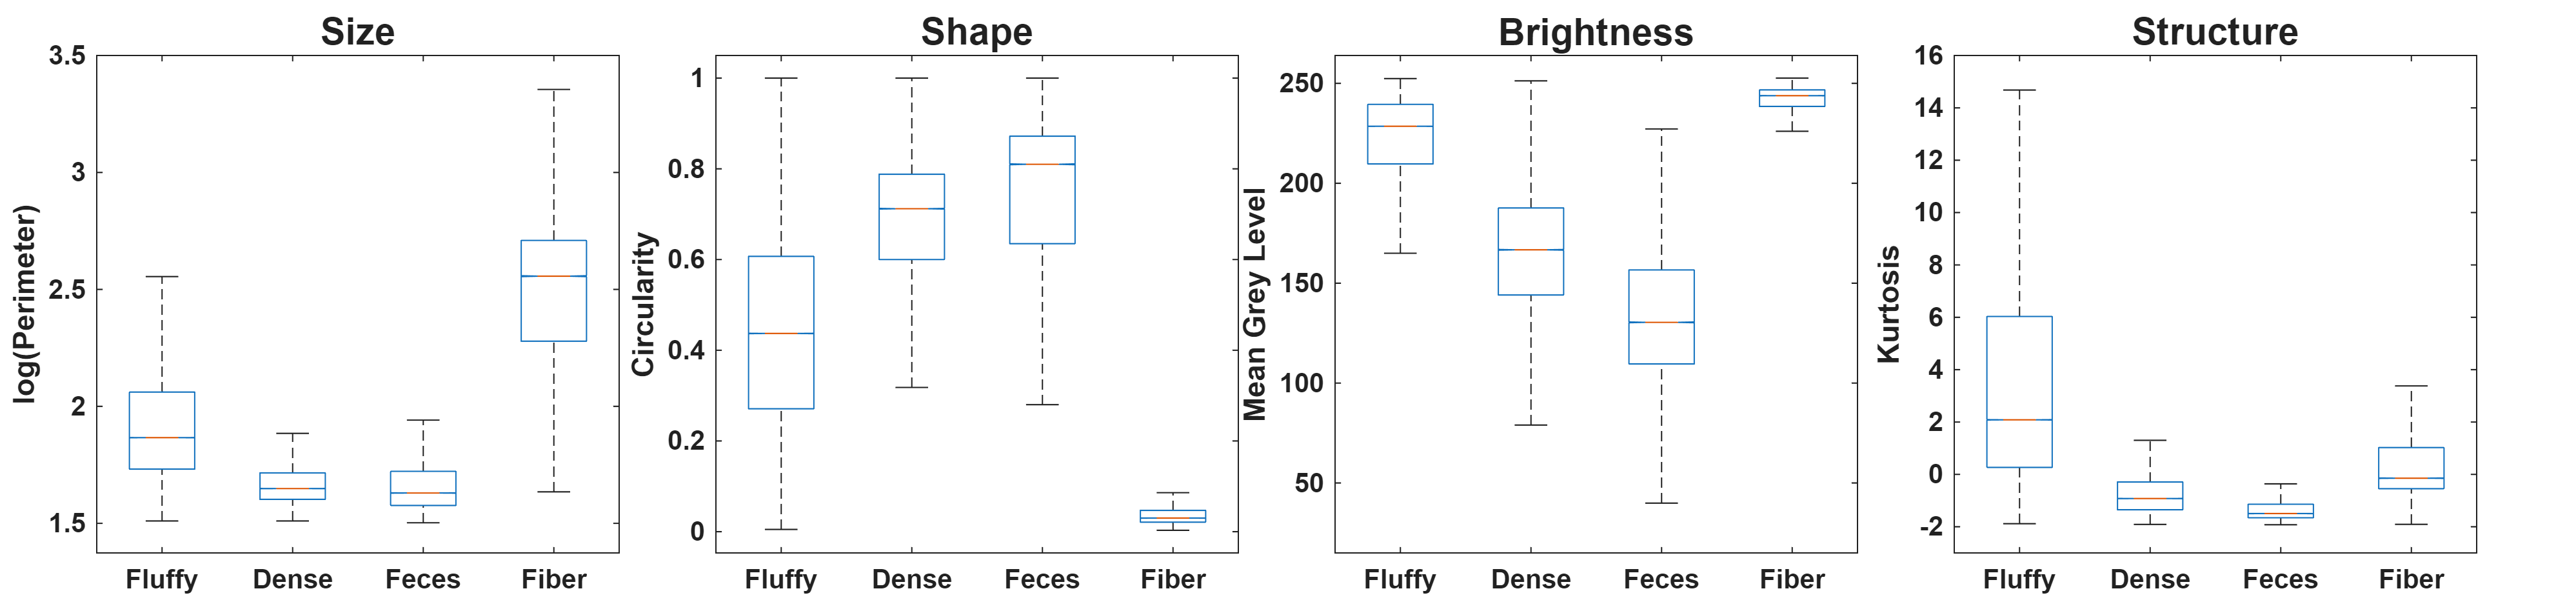 Size
3.5
3
2.5
2
1.5
log(Perimeter)
Fluffy Dense Feces Fiber
Shape
1
0.8
0.6
0.4
0.2
0
Circularity
Fluffy Dense Feces Fiber
Brightness
250
200
150
100
50
Mean Grey Level
Fluffy Dense Feces Fiber
Structure
16
14
12
10
8
6
4
2
0
-2
Kurtosis
Fluffy Dense Feces Fiber